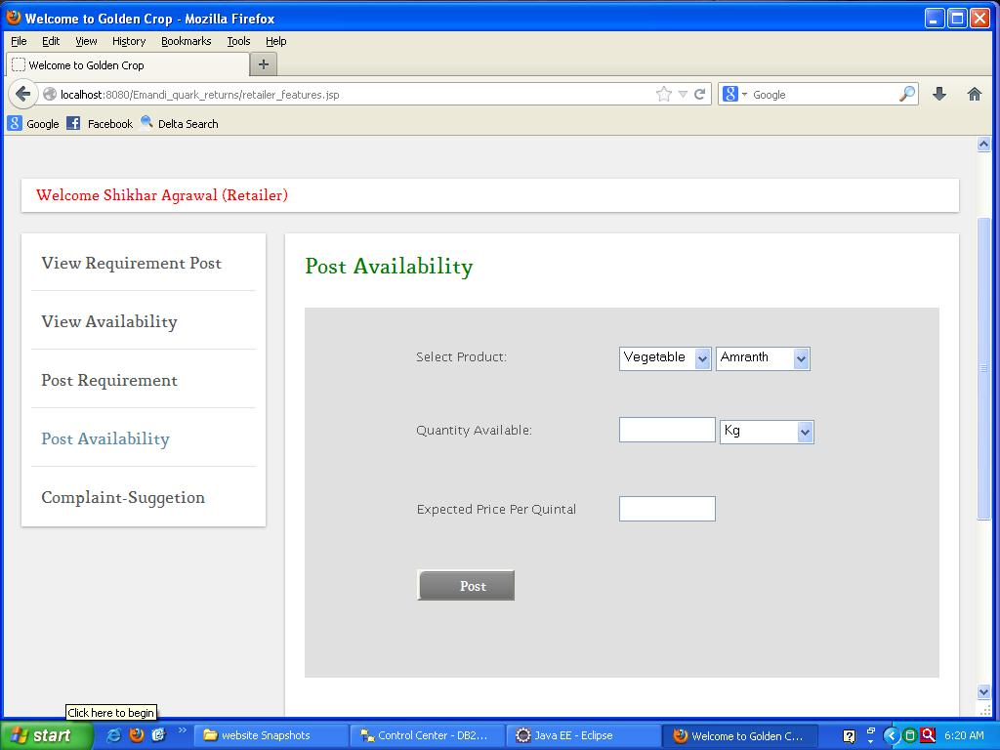 Welcome to Golden Crop - Mozilla Firefox
File Edit View History Bookmarks Tools Help
Welcome to Golden Crop +
localhost:8080/Emandi_quark_returns/retailer_features.jsp Google
Google Facebook Delta Search
Welcome Shikhar Agrawal (Retailer)
View Requirement Post
View Availability
Post Requirement
Post Availability
Complaint-Suggetion
Post Availability
Select Product: Vegetable Amranth
Quantity Available: Kg
Expected Price Per Quintal
Post
Click here to begin
start website Snapshots Control Center - DB2... Java EE - Eclipse Welcome to Golden C... 6:20 AM